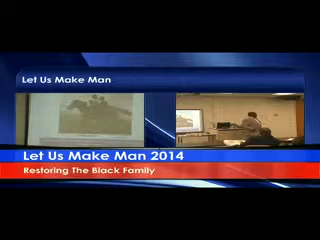 Let Us Make Man
Let Us Make Man 2014
Restoring The Black Family